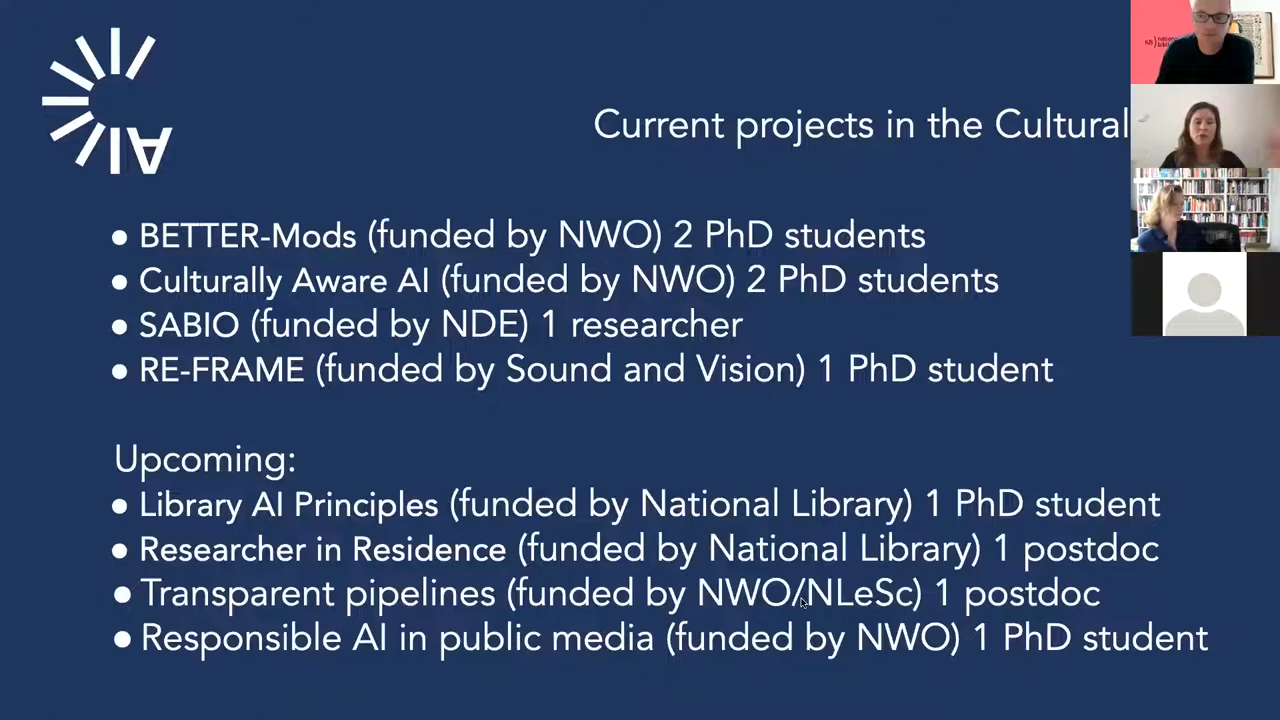 AI
Current projects in the Cultural
• BETTER-Mods (funded by NWO) 2 PhD students
• Culturally Aware AI (funded by NWO) 2 PhD students
• SABIO (funded by NDE) 1 researcher
• RE-FRAME (funded by Sound and Vision) 1 PhD student
Upcoming:
• Library AI Principles (funded by National Library) 1 PhD student
• Researcher in Residence (funded by National Library) 1 postdoc
• Transparent pipelines (funded by NWO/NLeSc) 1 postdoc
• Responsible AI in public media (funded by NWO) 1 PhD student